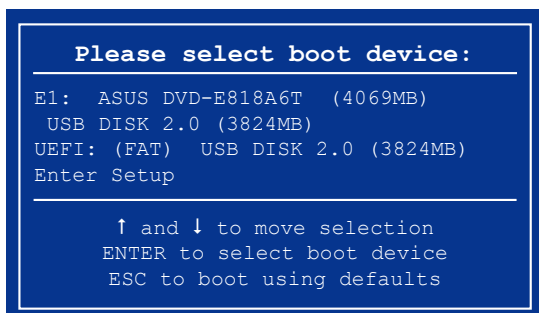 Please select boot device:
E1: ASUS DVD-E818A6T (4069MB)
USB DISK 2.0 (3824MB)
UEFI: (FAT) USB DISK 2.0 (3824MB)
Enter Setup
↑ and ↓ to move selection
ENTER to select boot device
ESC to boot using defaults